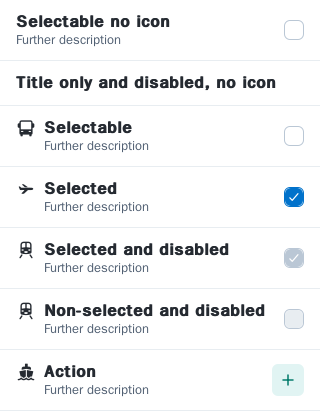 Selectable no icon
Further description
Title only and disabled, no icon
Selectable
Further description
Selected
Further description
Selected and disabled
Further description
Non-selected and disabled
Further description
Action
Further description